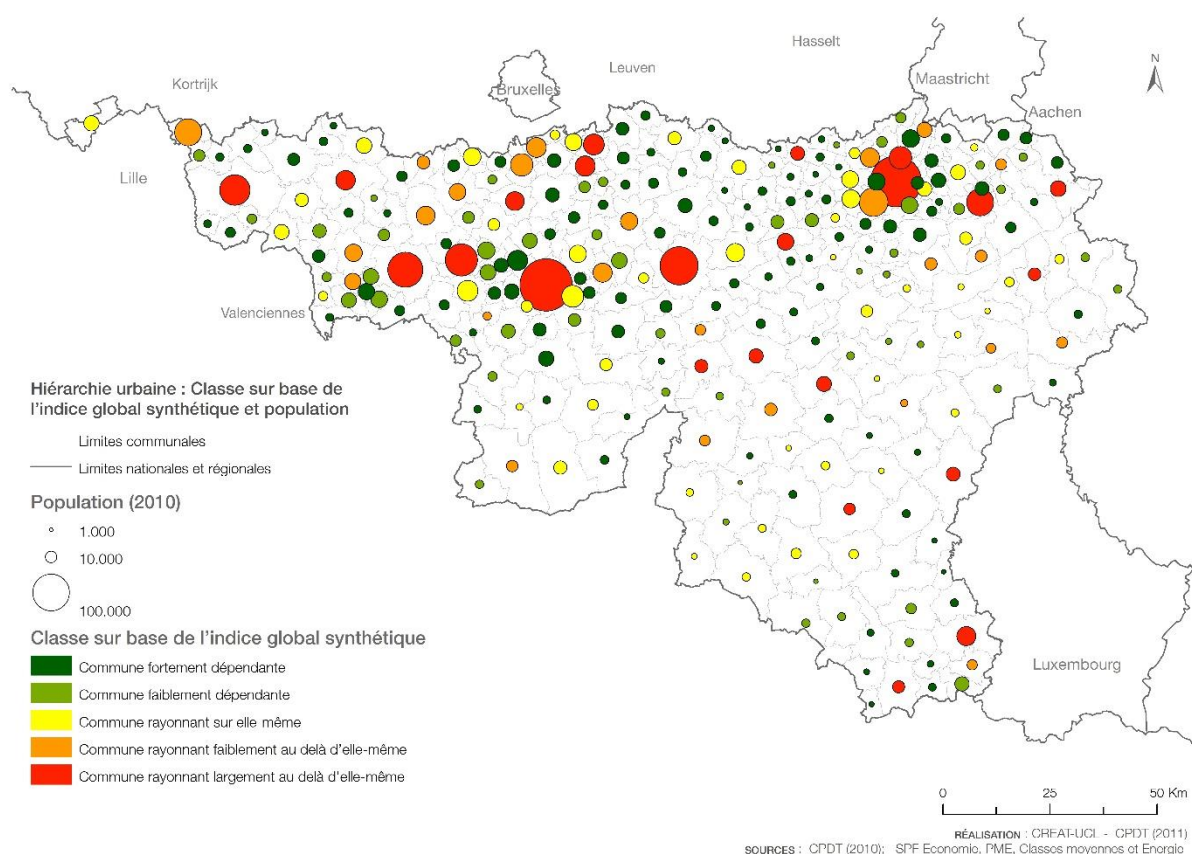 Hasselt
Leuven
Maastricht
N
Kortrijk
Bruxelles
Aachen
Lille
Valenciennes
Luxembourg
Hiérarchie urbaine : Classe sur base de
l'indice global synthétique et population
Limites communales
Limites nationales et régionales
Population (2010)
1.000
10.000
100.000
Classe sur base de l'indice global synthétique
Commune fortement dépendante
Commune faiblement dépendante
Commune rayonnant sur elle même
Commune rayonnant faiblement au delà d'elle-même
Commune rayonnant largement au delà d'elle-même
0 25 50 Km
RÉALISATION : CREAT-UCL - CPDT (2011)
SOURCES : CPDT (2010); SPF Economie, PME, Classes moyennes et Energie